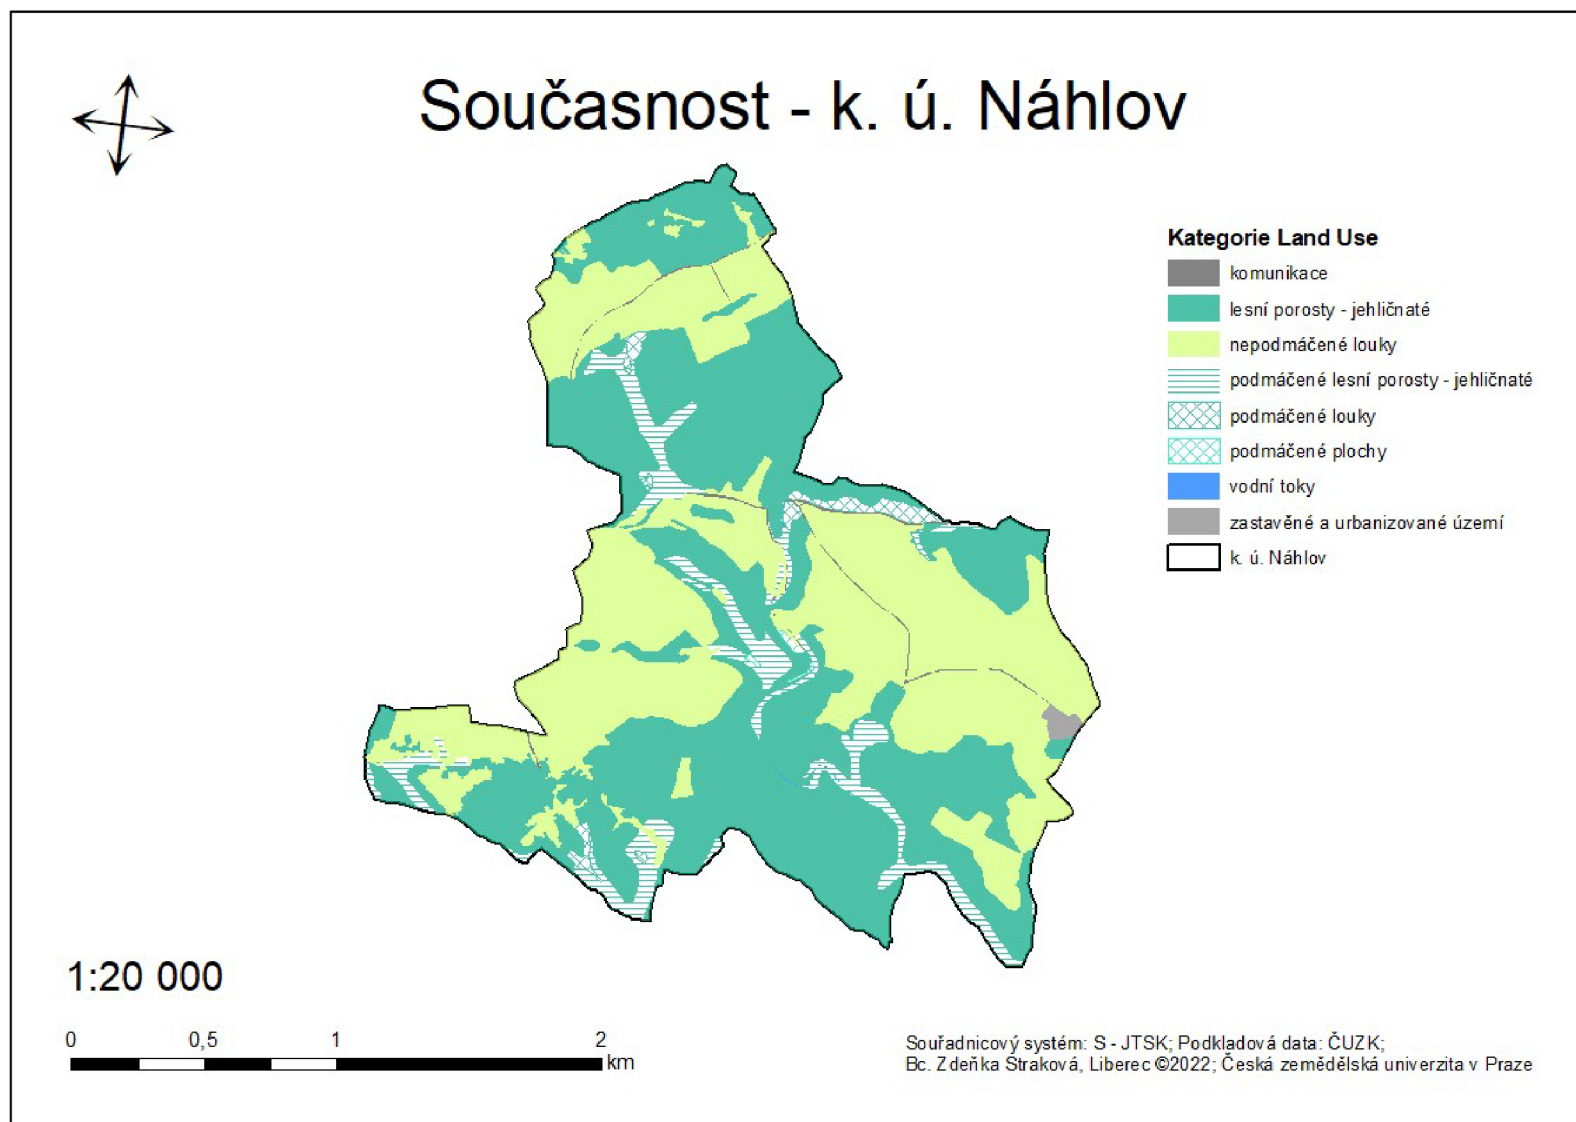 Současnost - k. ú. Náhlov
Kategorie Land Use
komunikace
lesní porosty - jehličnaté
nepodmáčené louky
podmáčené lesní porosty - jehličnaté
podmáčené louky
podmáčené plochy
vodní toky
zastavěné a urbanizované území
k. ú. Náhlov
1:20 000
0 0,5 1 2
km
Souřadnicový systém: S - JTSK; Podkladová data: ČUZK;
Bc. Zdeňka Straková, Liberec ©2022; Česká zemědělská univerzita v Praze